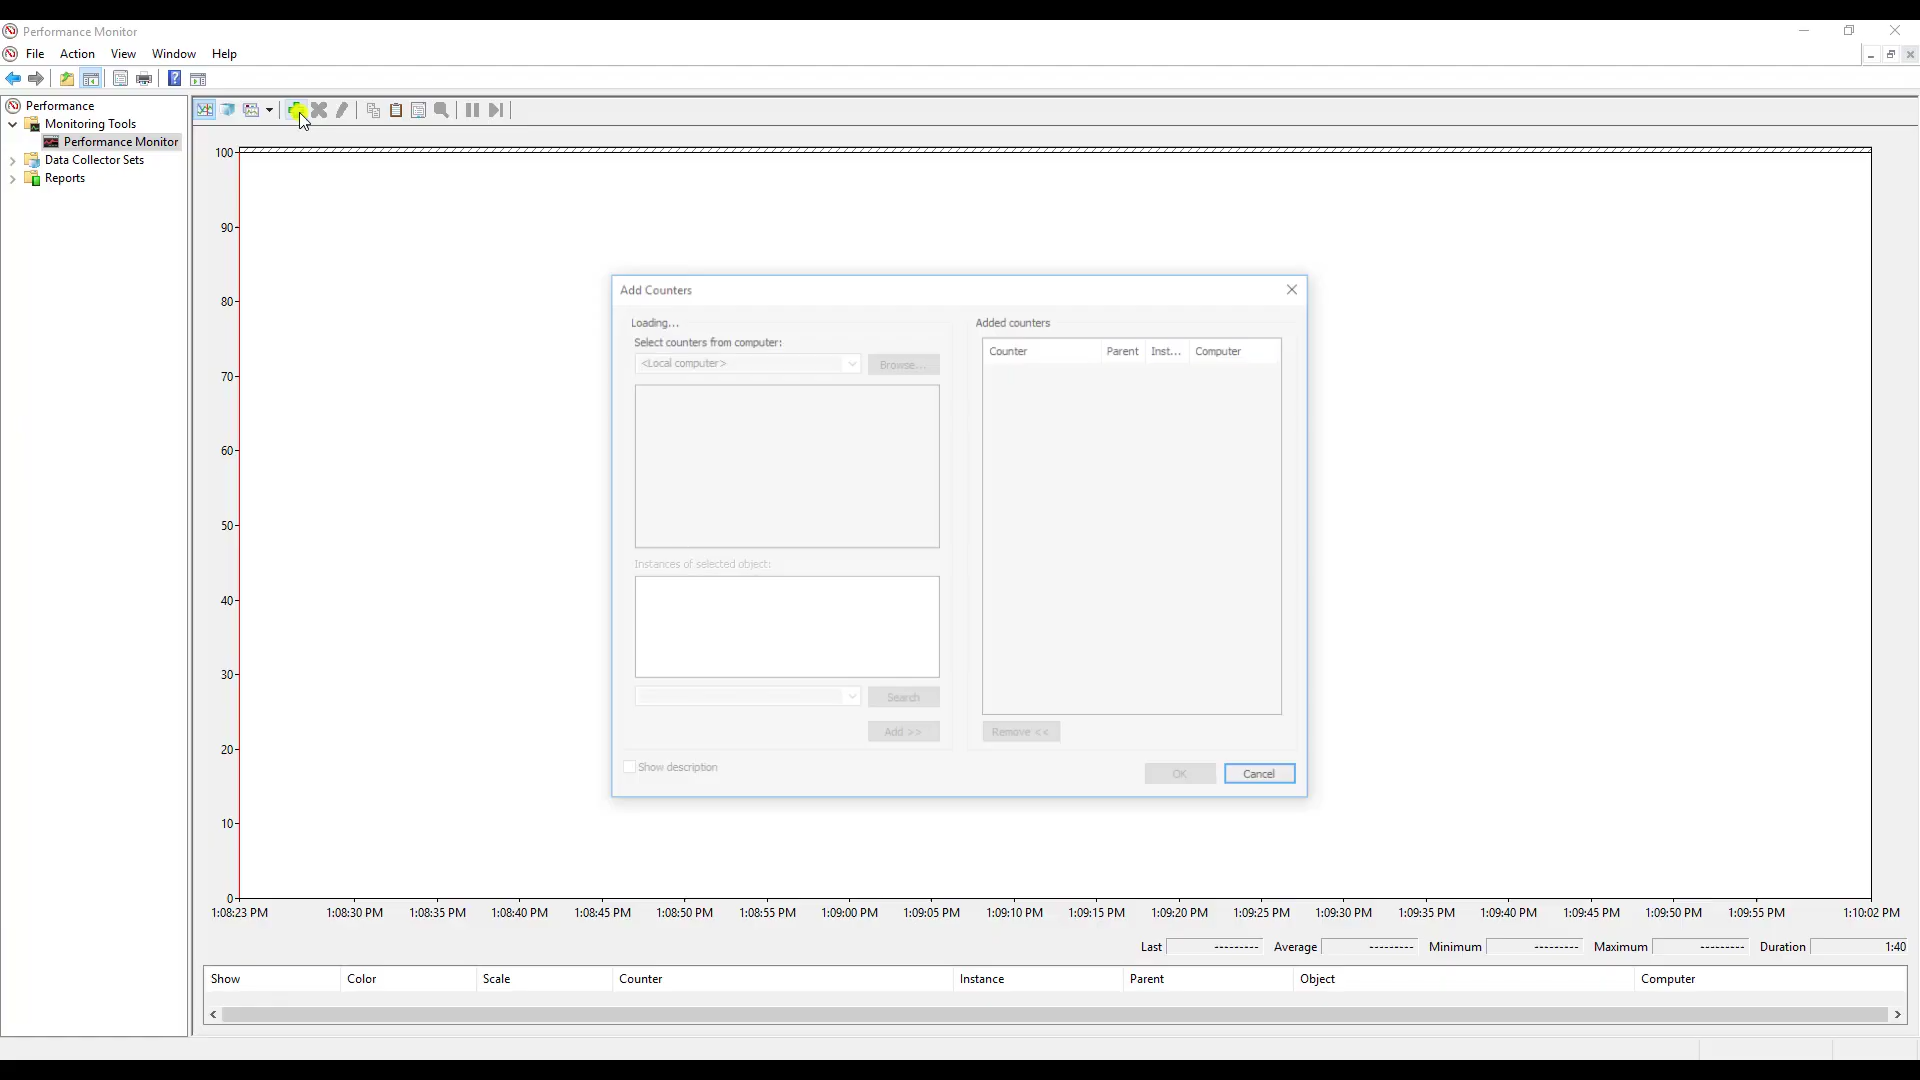 Performance Monitor
File Action View Window Help
Performance
Monitoring Tools
Performance Monitor
Data Collector Sets
Reports
100
90
80
70
60
50
40
30
20
10
0
Add Counters
Loading...
Select counters from computer:
<Local computer>
Browse...
Instances of selected object:
Search
Add >>
Show description
Added counters
Counter Parent Inst... Computer
Remove <<
OK
Cancel
1:08:23 PM 1:08:30 PM 1:08:35 PM 1:08:40 PM 1:08:45 PM 1:08:50 PM 1:08:55 PM 1:09:00 PM 1:09:05 PM 1:09:10 PM 1:09:15 PM 1:09:20 PM 1:09:25 PM 1:09:30 PM 1:09:35 PM 1:09:40 PM 1:09:45 PM 1:09:50 PM 1:09:55 PM 1:10:02 PM
Last --------- Average --------- Minimum --------- Maximum --------- Duration 1:40
Show Color Scale Counter Instance Parent Object Computer